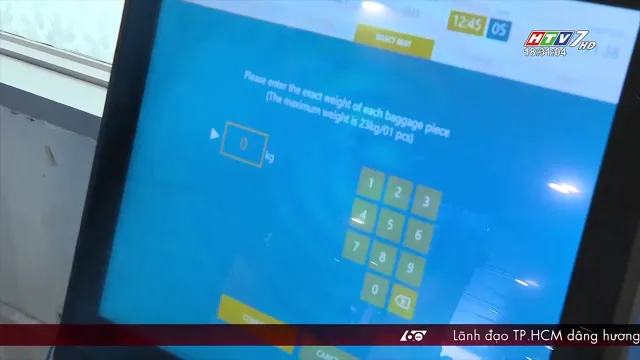 12:45 05
HTV7 HD
18:31:04
SELECT SEAT
Please enter the exact weight of each baggage piece
(The maximum weight is 23kg/01 pcs)
0 kg
1 2 3
4 5 6
7 8 9
0
60
Lãnh đạo TP.HCM dâng hương